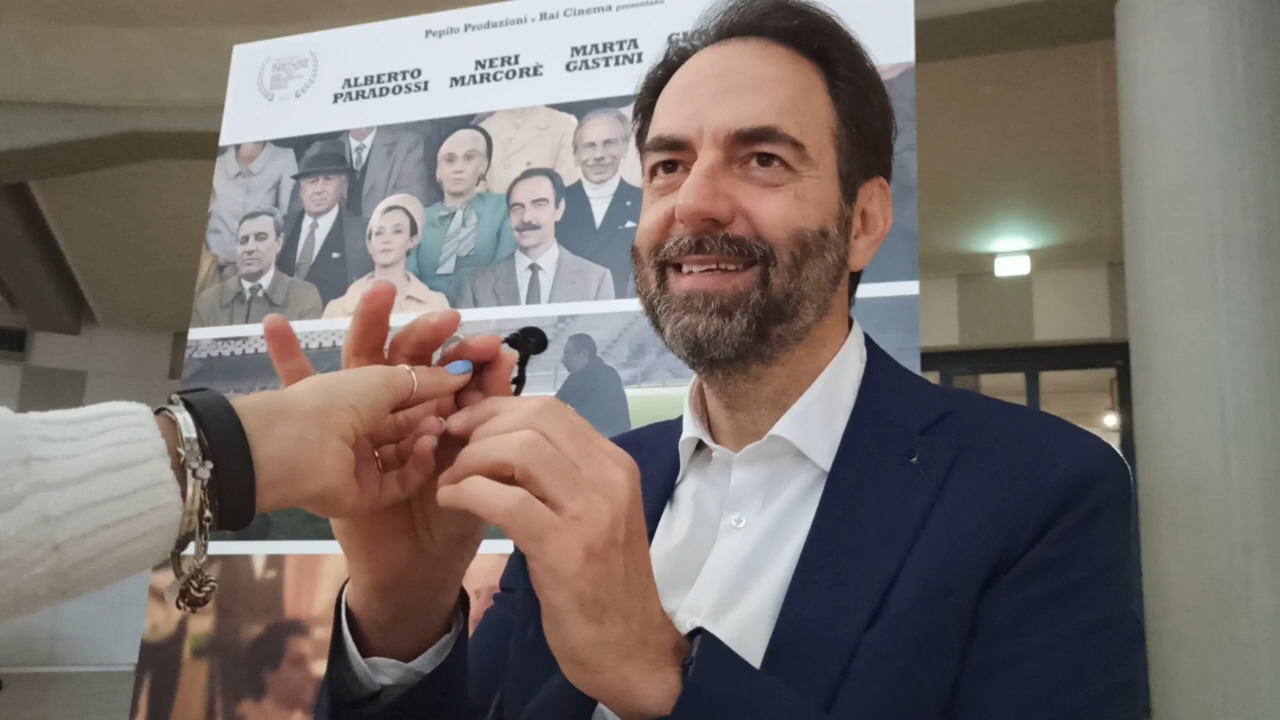 Pepito Produzioni e Rai Cinema presentano
ALBERTO
PARADOSSI
NERI
MARCORÈ
MARTA
GASTINI